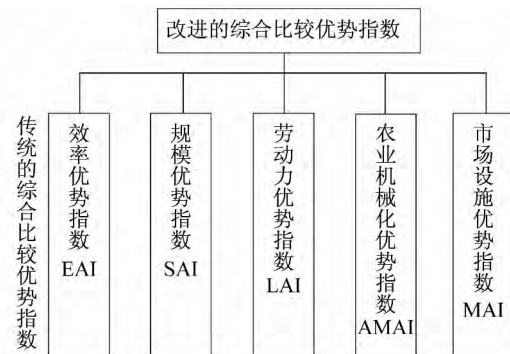 改进的综合比较优势指数
传统的综合比较优势指数
效率优势指数
EAI
规模优势指数
SAI
劳动力优势指数
LAI
农业机械化优势指数
AMAI
市场设施优势指数
MAI